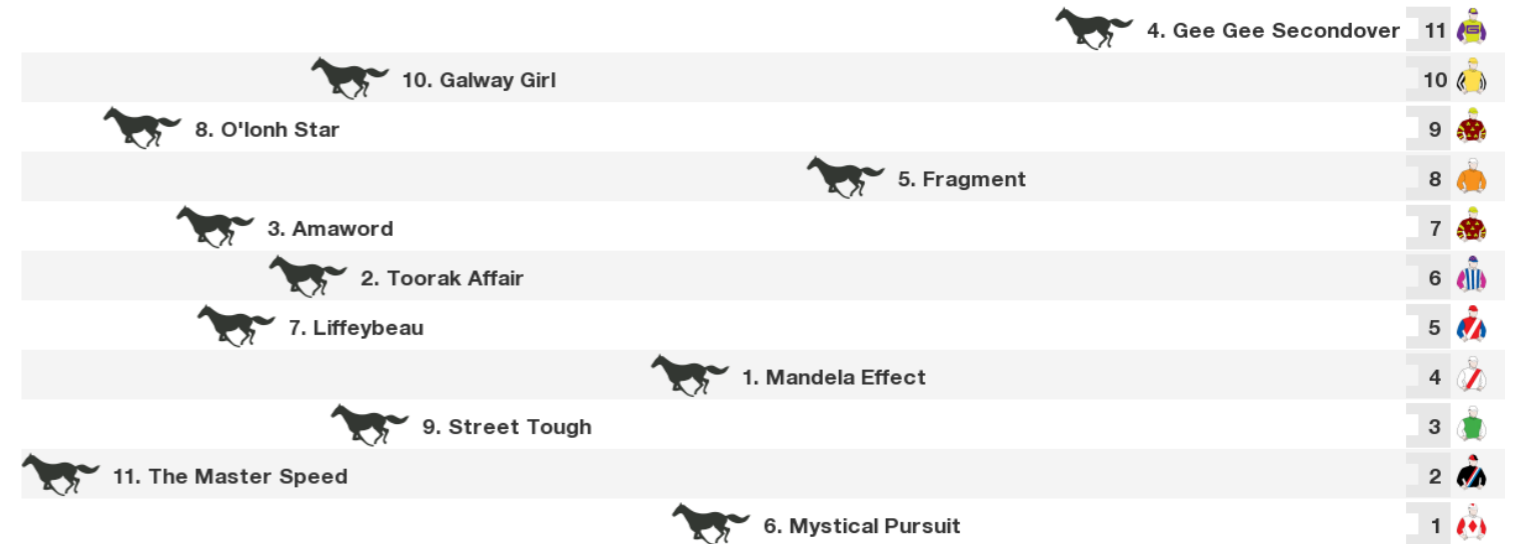 4. Gee Gee Secondover 11
10. Galway Girl 10
8. O'lonh Star 9
5. Fragment 8
3. Amaword 7
2. Toorak Affair 6
7. Liffeybeau 5
1. Mandela Effect 4
9. Street Tough 3
11. The Master Speed 2
6. Mystical Pursuit 1